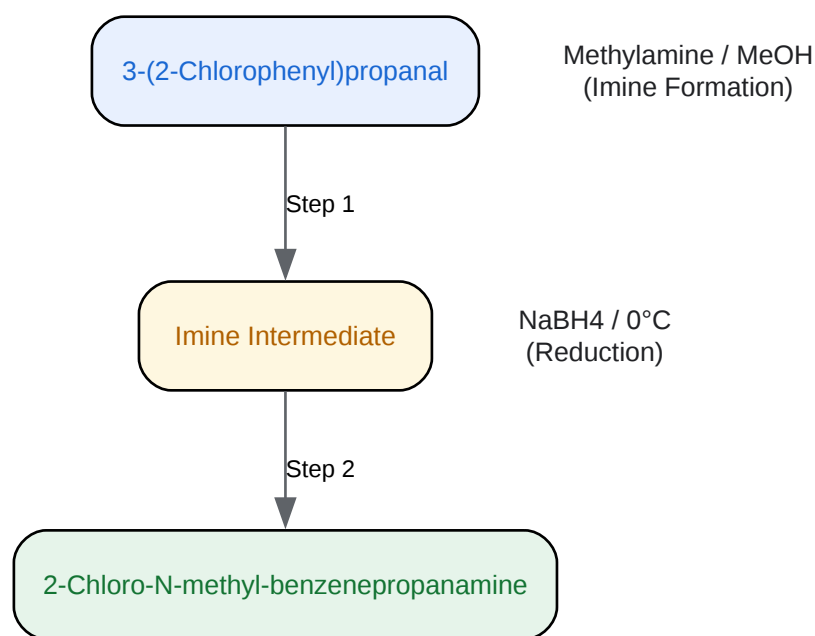 3-(2-Chlorophenyl)propanal
Methylamine / MeOH
(Imine Formation)
Step 1
Imine Intermediate
NaBH4 / 0°C
(Reduction)
Step 2
2-Chloro-N-methyl-benzenepropanamine